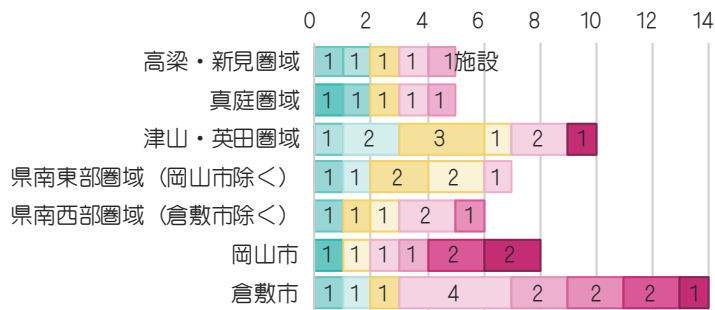 0 2 4 6 8 10 12 14
高梁・新見圏域 1 1 1 1 1施設
真庭圏域 1 1 1 1 1
津山・英田圏域 1 2 3 1 2 1
県南東部圏域（岡山市除く） 1 1 2 2 1
県南西部圏域（倉敷市除く） 1 1 1 2 1
岡山市 1 1 1 1 2 2
倉敷市 1 1 1 4 2 2 2 1